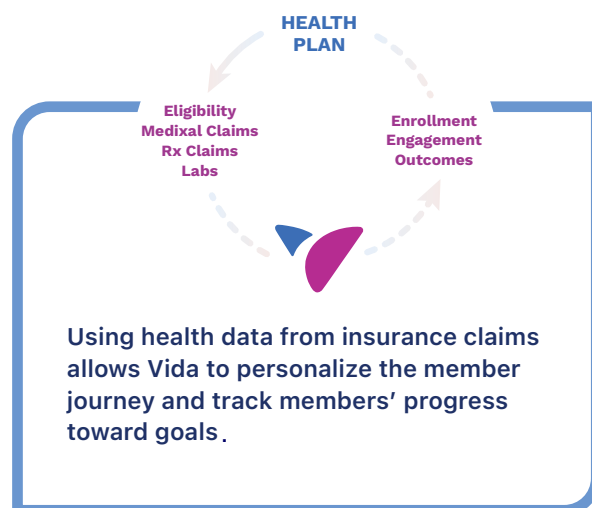 HEALTH
PLAN
Eligibility
Medixal Claims
Rx Claims
Labs
Enrollment
Engagement
Outcomes
Using health data from insurance claims
allows Vida to personalize the member
journey and track members’ progress
toward goals.